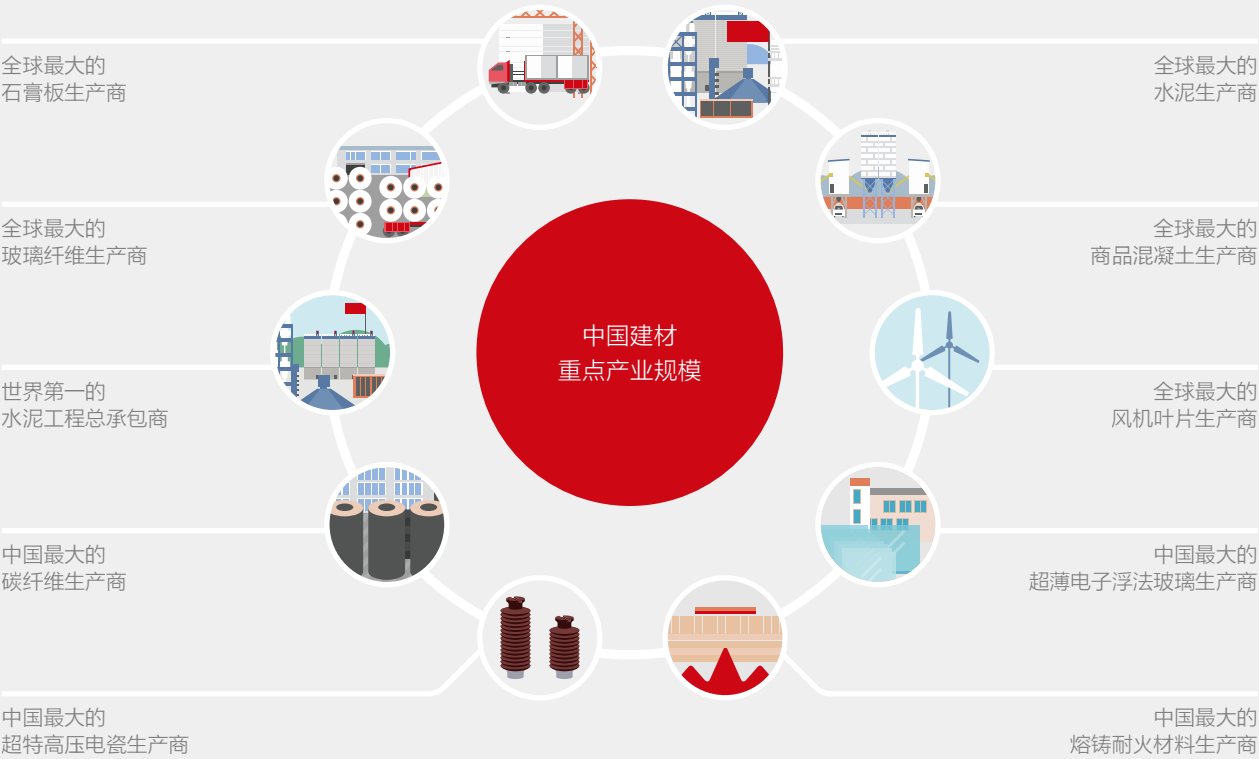 全球最大的
石膏板生产商
全球最大的
水泥生产商
全球最大的
玻璃纤维生产商
全球最大的
商品混凝土生产商
中国建材
重点产业规模
世界第一的
水泥工程总承包商
全球最大的
风机叶片生产商
中国最大的
碳纤维生产商
中国最大的
超薄电子浮法玻璃生产商
中国最大的
超特高压电瓷生产商
中国最大的
熔铸耐火材料生产商